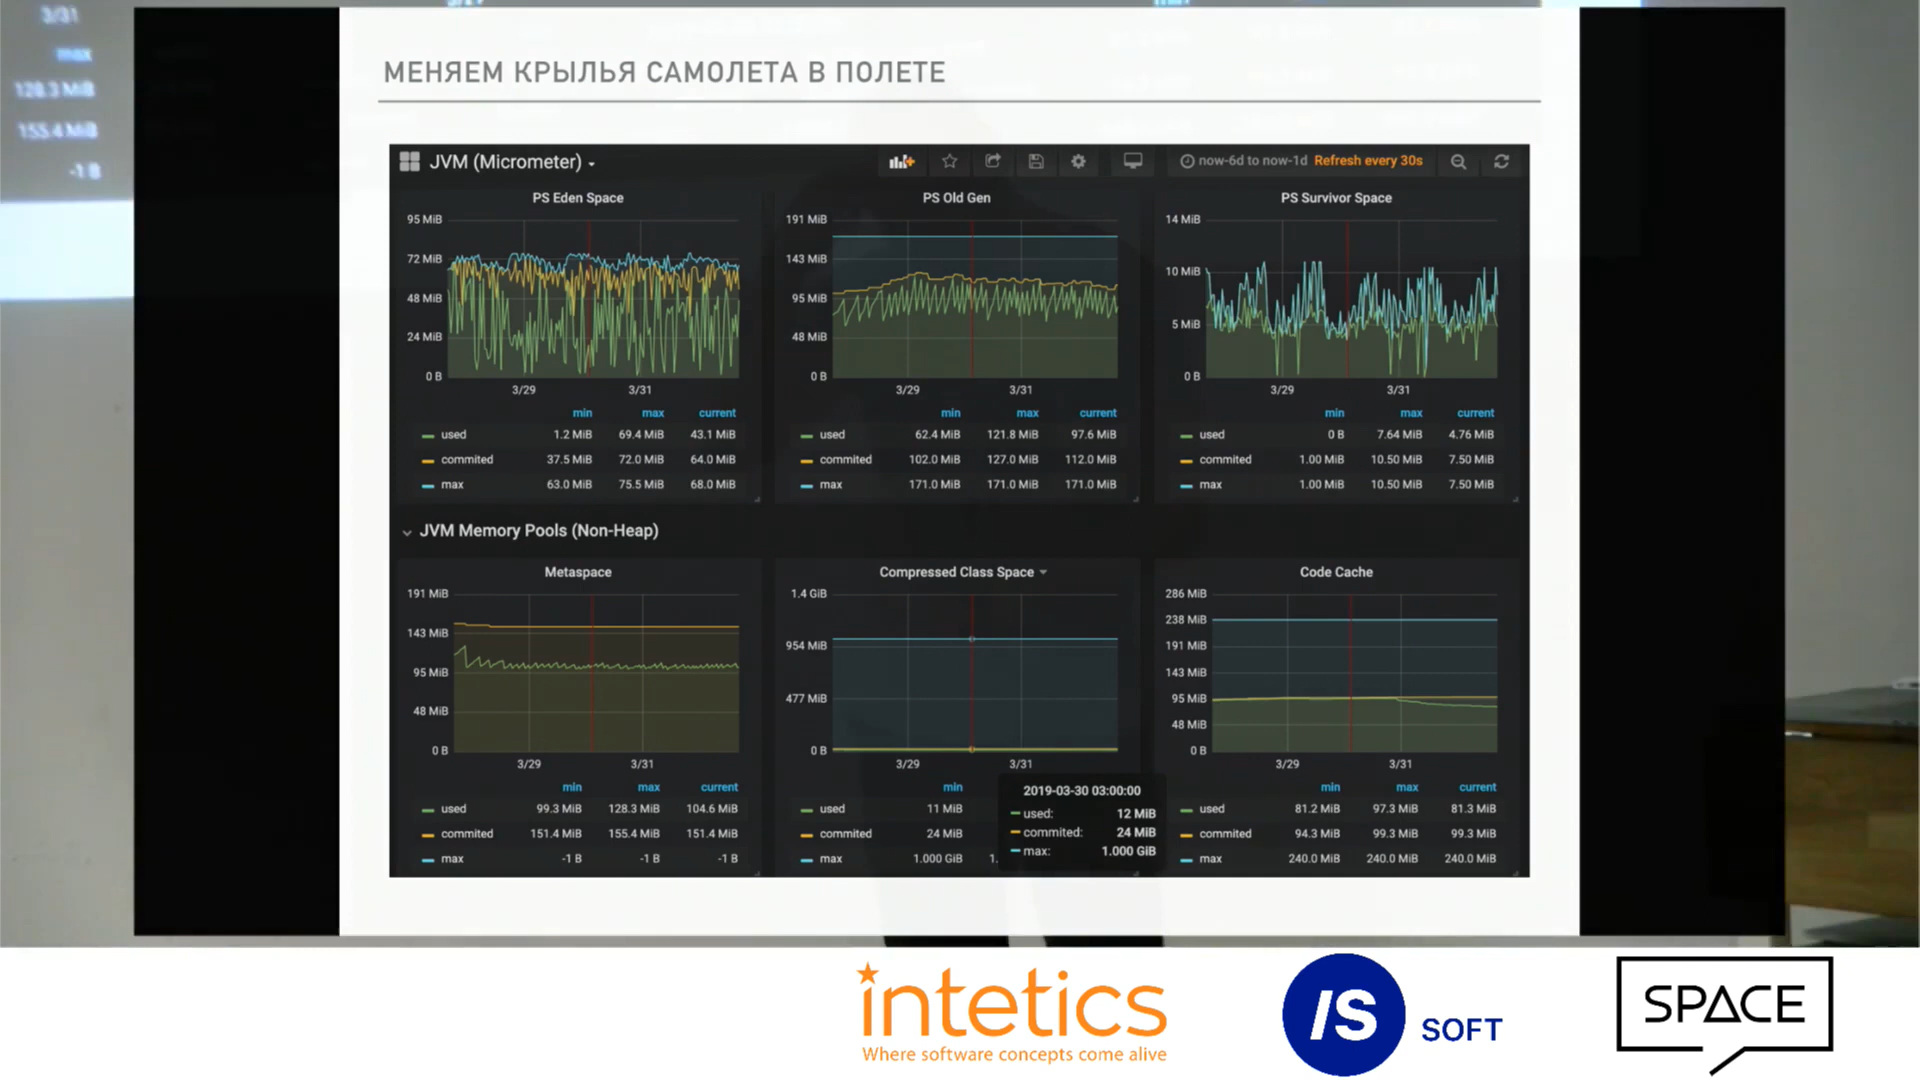 3/31
max
128.3 MiB
155.4 MiB
-1 B
МЕНЯЕМ КРЫЛЬЯ САМОЛЕТА В ПОЛЕТЕ
JVM (Micrometer)
now-6d to now-1d Refresh every 30s
PS Eden Space
95 MiB
72 MiB
48 MiB
24 MiB
0 B
3/29 3/31
min max current
used 1.2 MiB 69.4 MiB 43.1 MiB
commited 37.5 MiB 72.0 MiB 64.0 MiB
max 63.0 MiB 75.5 MiB 68.0 MiB
PS Old Gen
191 MiB
143 MiB
95 MiB
48 MiB
0 B
3/29 3/31
min max current
used 62.4 MiB 121.8 MiB 97.6 MiB
commited 102.0 MiB 127.0 MiB 112.0 MiB
max 171.0 MiB 171.0 MiB 171.0 MiB
PS Survivor Space
14 MiB
10 MiB
5 MiB
0 B
3/29 3/31
min max current
used 0 B 7.64 MiB 4.76 MiB
commited 1.00 MiB 10.50 MiB 7.50 MiB
max 1.00 MiB 10.50 MiB 7.50 MiB
JVM Memory Pools (Non-Heap)
Metaspace
191 MiB
143 MiB
95 MiB
48 MiB
0 B
3/29 3/31
min max current
used 99.3 MiB 128.3 MiB 104.6 MiB
commited 151.4 MiB 155.4 MiB 151.4 MiB
max -1 B -1 B -1 B
Compressed Class Space
1.4 GiB
954 MiB
477 MiB
0 B
3/29 3/31
min
used 11 MiB
commited 24 MiB
max 1.000 GiB 1.
2019-03-30 03:00:00
used: 12 MiB
commited: 24 MiB
max: 1.000 GiB
Code Cache
286 MiB
238 MiB
191 MiB
143 MiB
95 MiB
48 MiB
0 B
3/29 3/31
min max current
used 81.2 MiB 97.3 MiB 81.3 MiB
commited 94.3 MiB 99.3 MiB 99.3 MiB
max 240.0 MiB 240.0 MiB 240.0 MiB
intetics
Where software concepts come alive
/S SOFT
SPACE